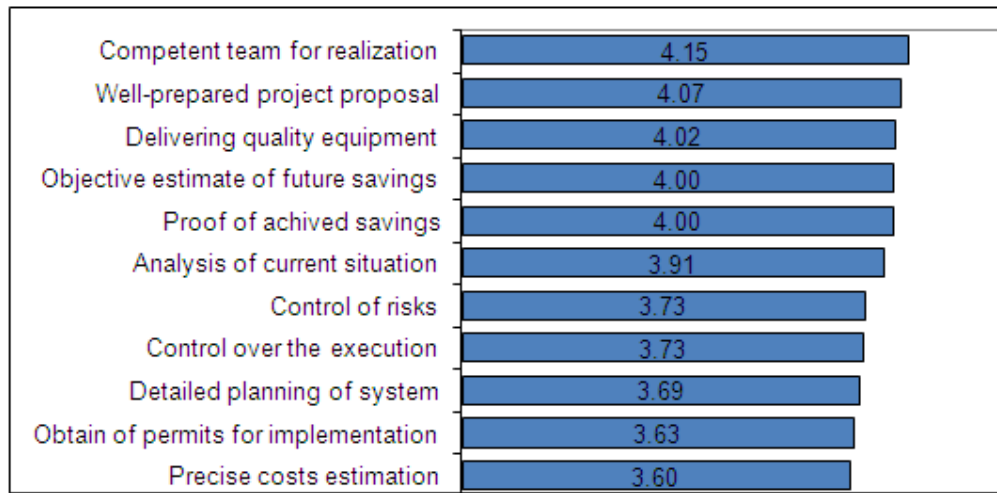 Competent team for realization 4.15
Well-prepared project proposal 4.07
Delivering quality equipment 4.02
Objective estimate of future savings 4.00
Proof of achived savings 4.00
Analysis of current situation 3.91
Control of risks 3.73
Control over the execution 3.73
Detailed planning of system 3.69
Obtain of permits for implementation 3.63
Precise costs estimation 3.60